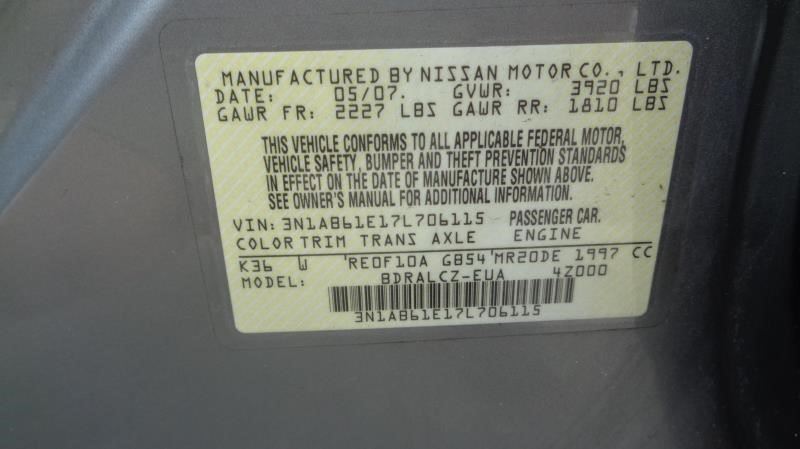 MANUFACTURED BY NISSAN MOTOR CO., LTD.
DATE: 05/07. GVWR: 3920 LBS
GAWR FR: 2227 LBS GAWR RR: 1810 LBS
THIS VEHICLE CONFORMS TO ALL APPLICABLE FEDERAL MOTOR,
VEHICLE SAFETY, BUMPER AND THEFT PREVENTION STANDARDS
IN EFFECT ON THE DATE OF MANUFACTURE SHOWN ABOVE.
SEE OWNER'S MANUAL FOR ADDITIONAL INFORMATION.
VIN: 3N1AB61E17L706115 PASSENGER CAR.
COLOR TRIM TRANS AXLE ENGINE
K36 W RE0F10A GB54 MR20DE 1997 CC
MODEL: BDRALCZ-EUA 4Z000
3N1AB61E17L706115